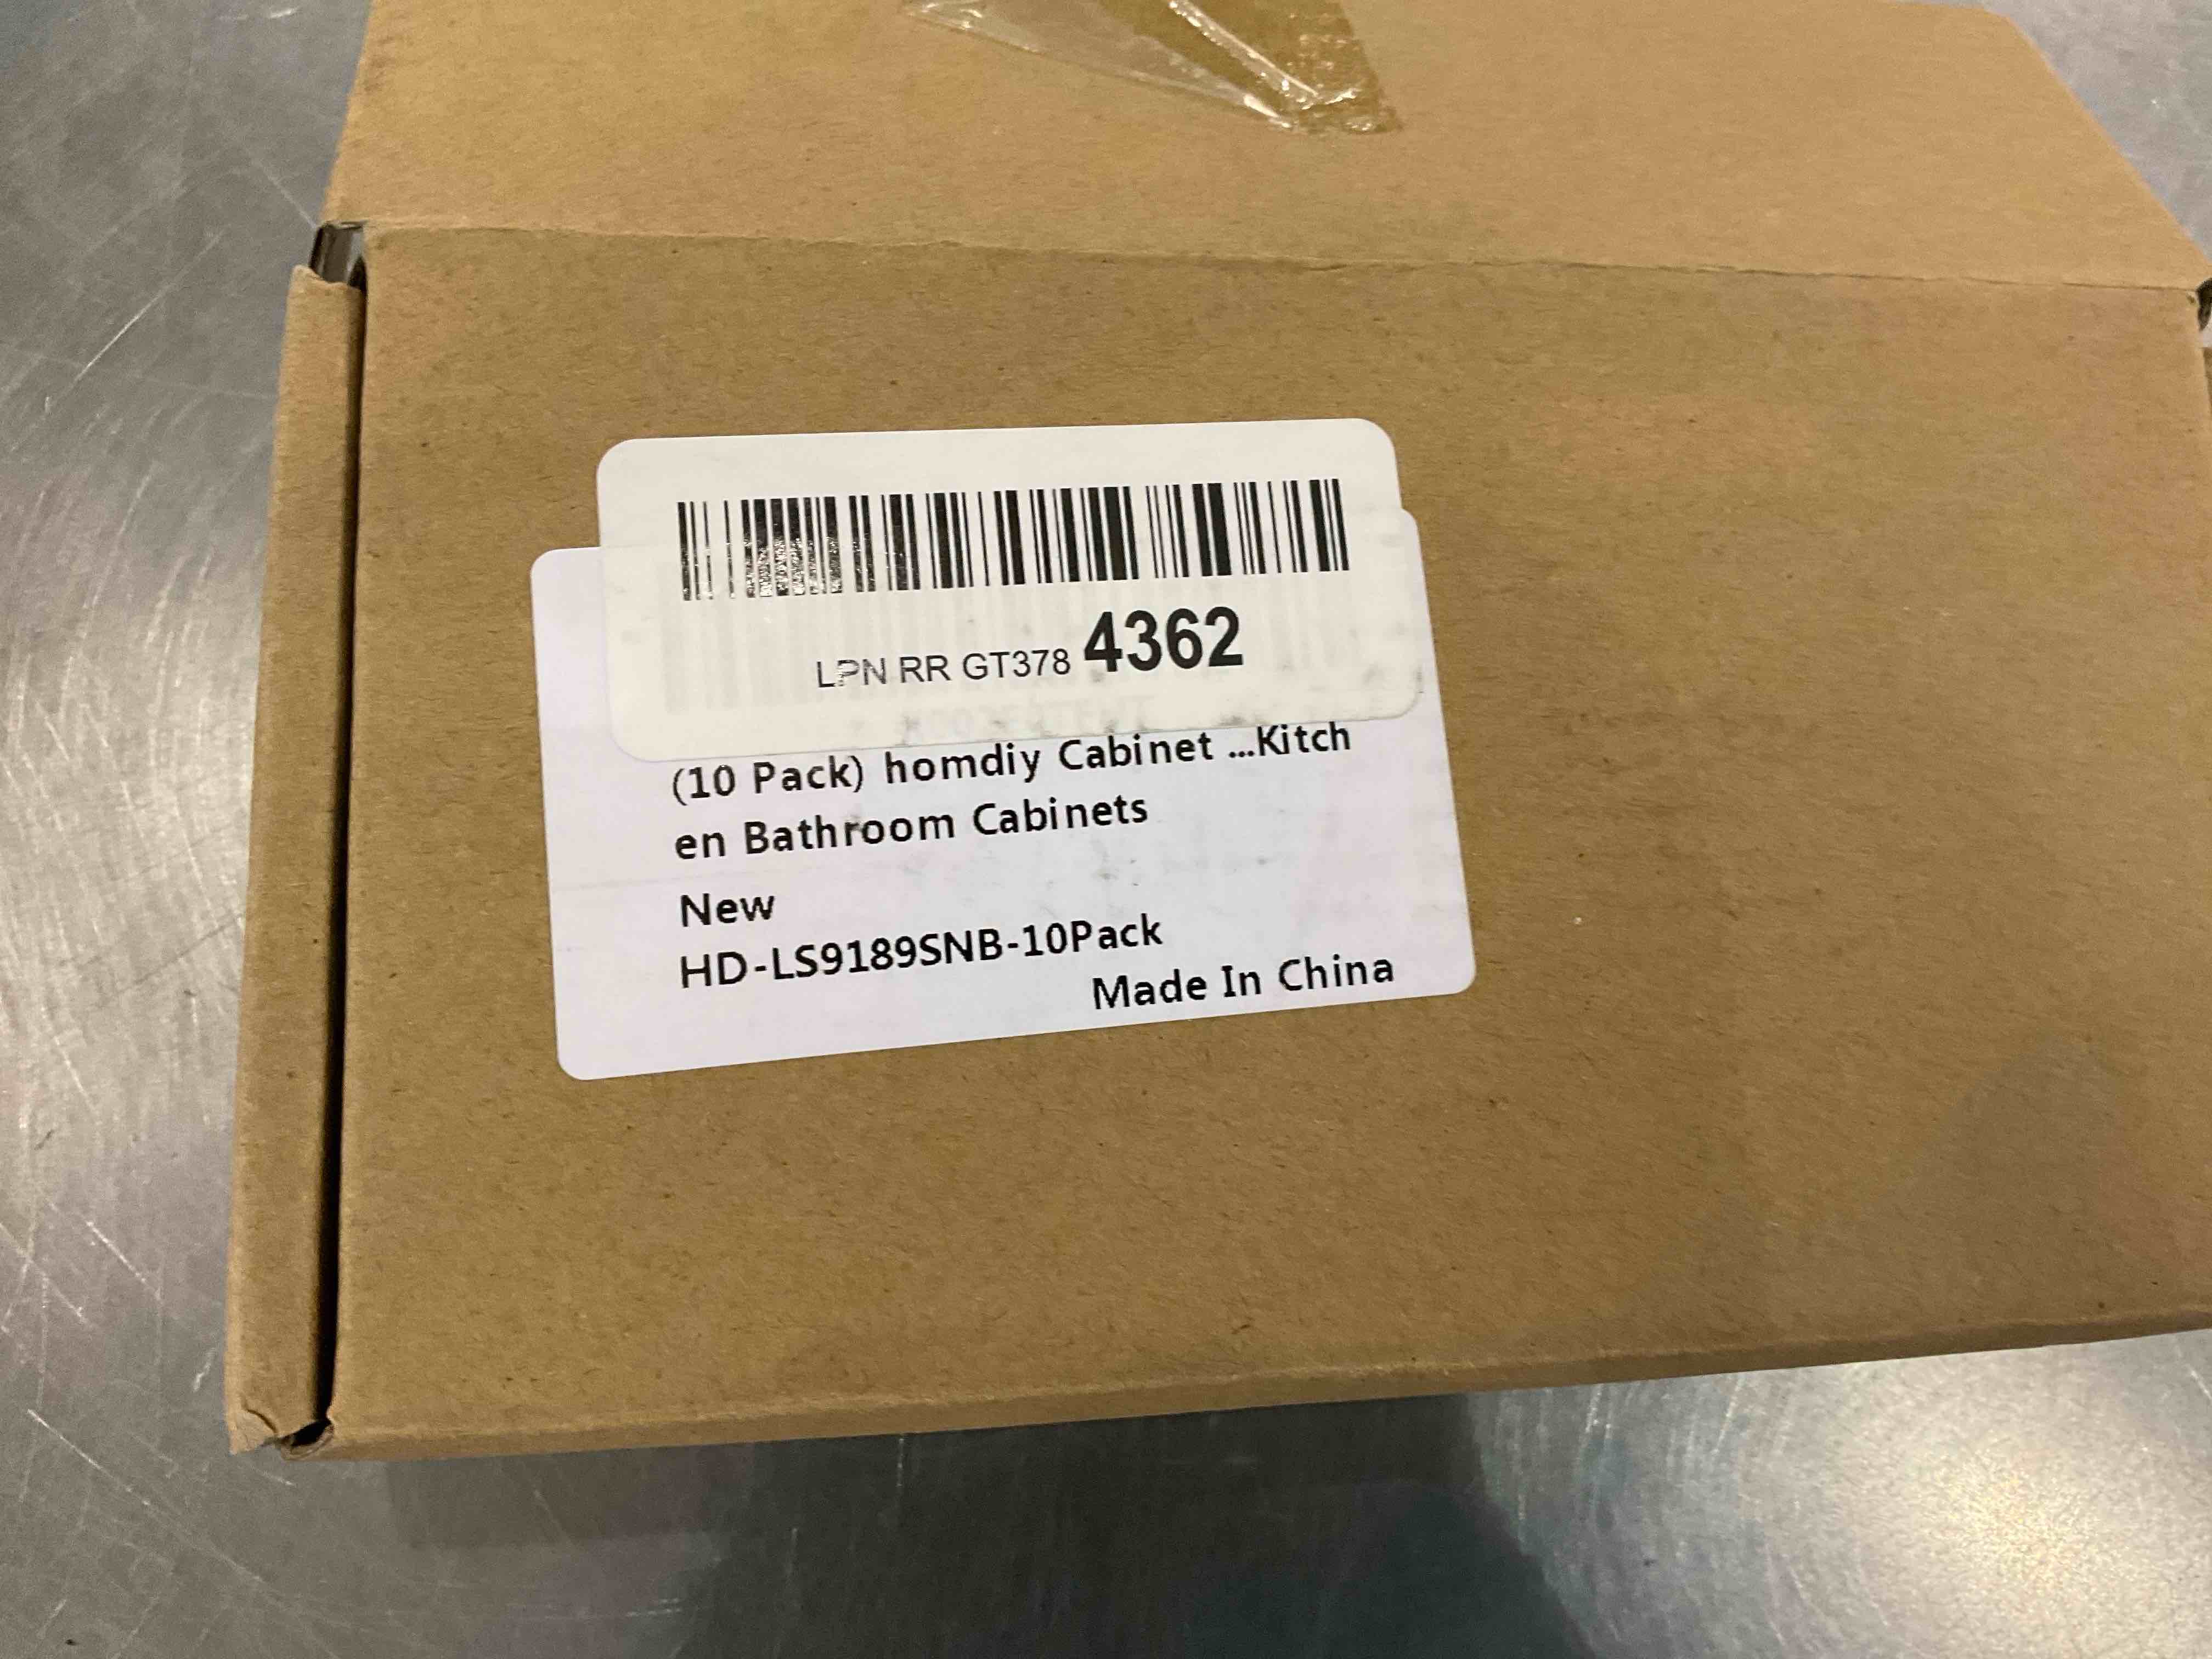 LPN RR GT378 4362
(10 Pack) homdiy Cabinet ...Kitch
en Bathroom Cabinets
New
HD-LS9189SNB-10Pack
Made In China